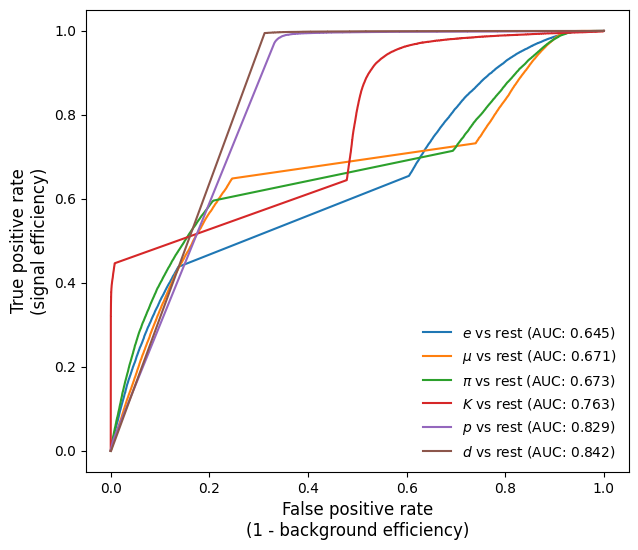 True positive rate
(signal efficiency)
1.0
0.8
0.6
0.4
0.2
0.0
e vs rest (AUC: 0.645)
μ vs rest (AUC: 0.671)
π vs rest (AUC: 0.673)
K vs rest (AUC: 0.763)
p vs rest (AUC: 0.829)
d vs rest (AUC: 0.842)
0.0 0.2 0.4 0.6 0.8 1.0
False positive rate
(1 - background efficiency)